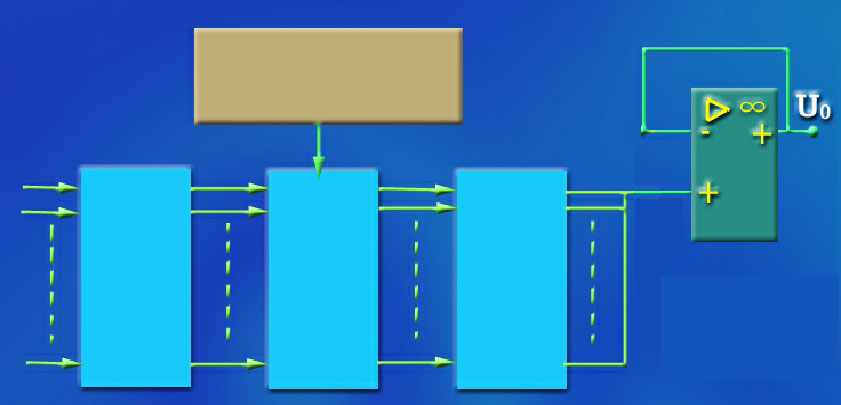 ▷ ∞
U₀
- +
+